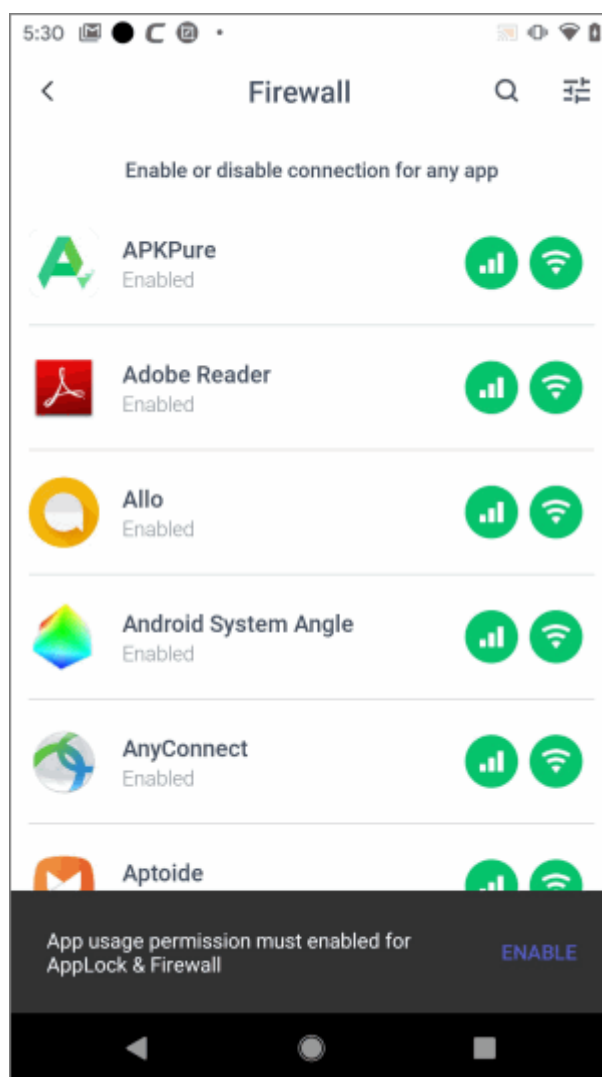 5:30
Firewall
Enable or disable connection for any app
APKPure
Enabled
Adobe Reader
Enabled
Allo
Enabled
Android System Angle
Enabled
AnyConnect
Enabled
Aptoide
App usage permission must enabled for
AppLock & Firewall
ENABLE